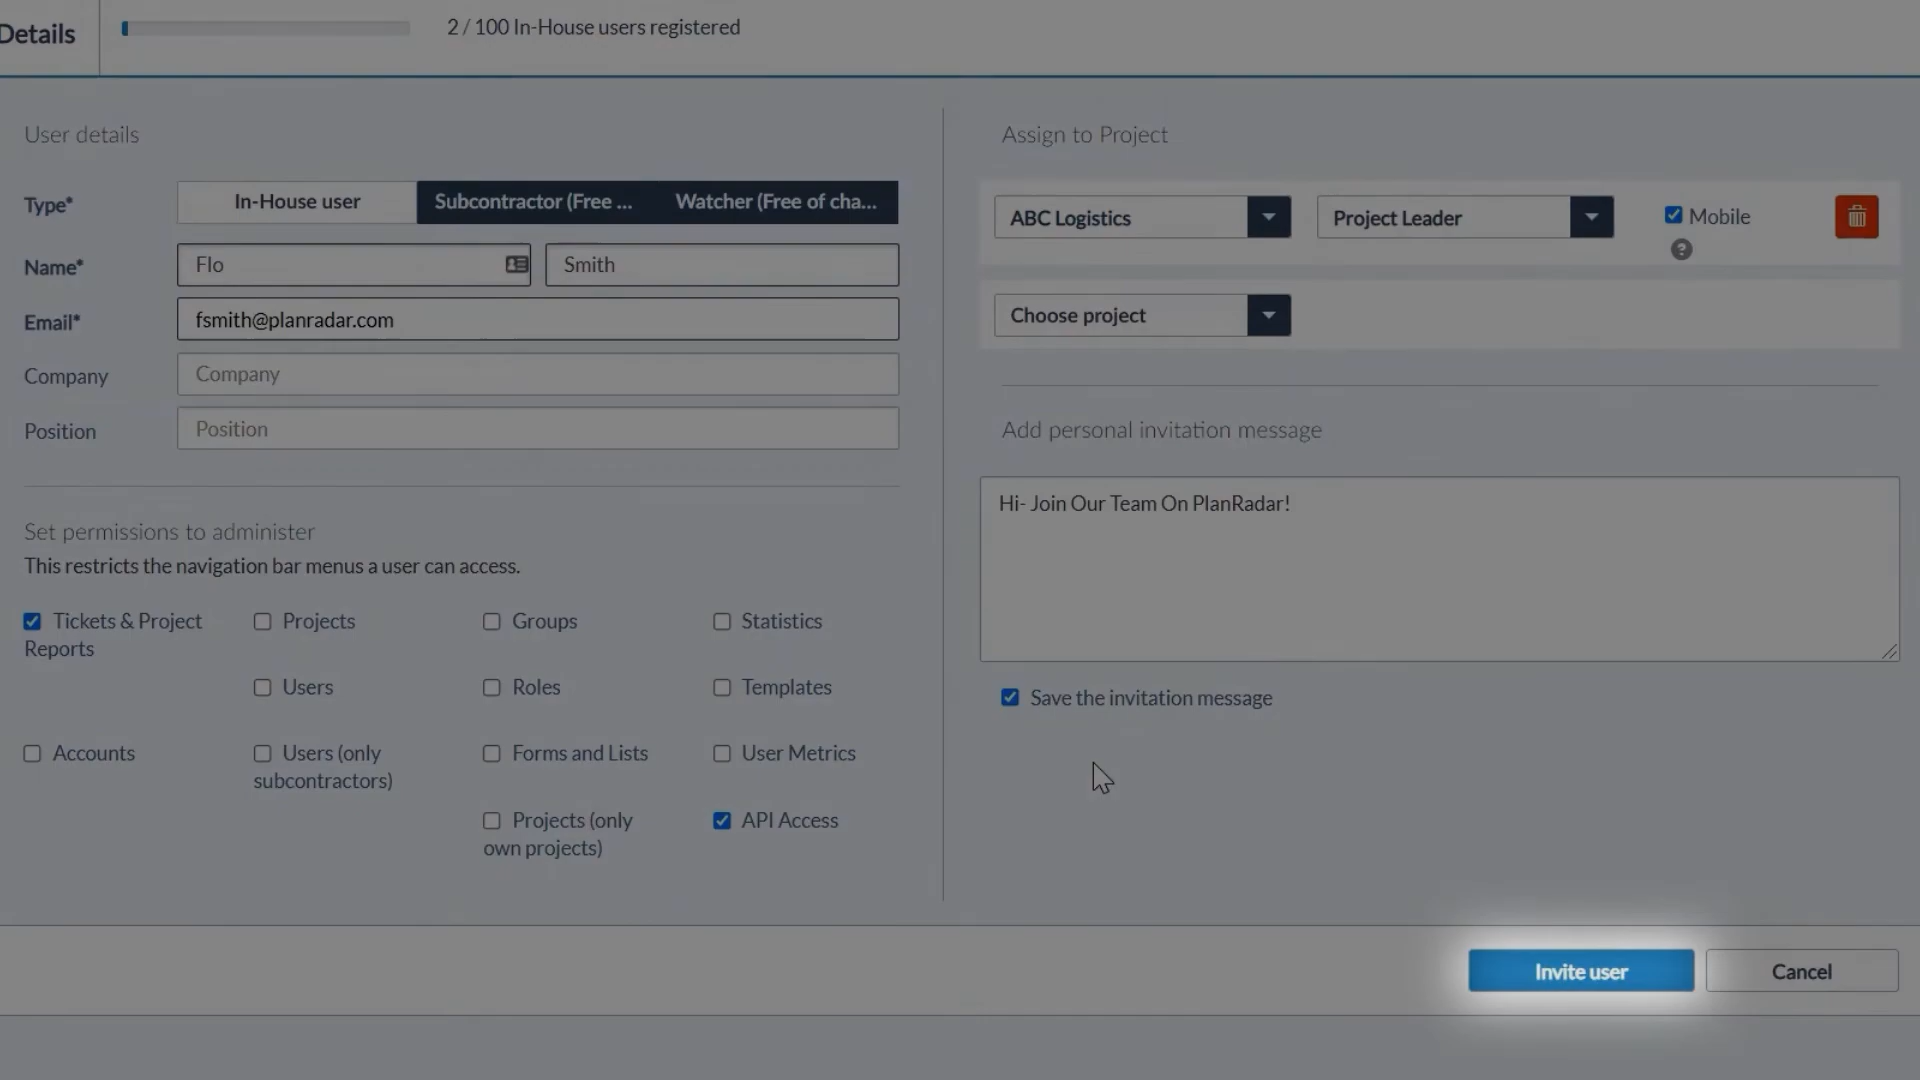 Details
2 / 100 In-House users registered
User details
Type*
In-House user
Subcontractor (Free ...
Watcher (Free of cha...
Name*
Flo
Smith
Email*
fsmith@planradar.com
Company
Company
Position
Position
Set permissions to administer
This restricts the navigation bar menus a user can access.
Tickets & Project
Reports
Projects
Groups
Statistics
Users
Roles
Templates
Accounts
Users (only
subcontractors)
Forms and Lists
User Metrics
Projects (only
own projects)
API Access
Assign to Project
ABC Logistics
Project Leader
Mobile
?
Choose project
Add personal invitation message
Hi- Join Our Team On PlanRadar!
Save the invitation message
Invite user
Cancel